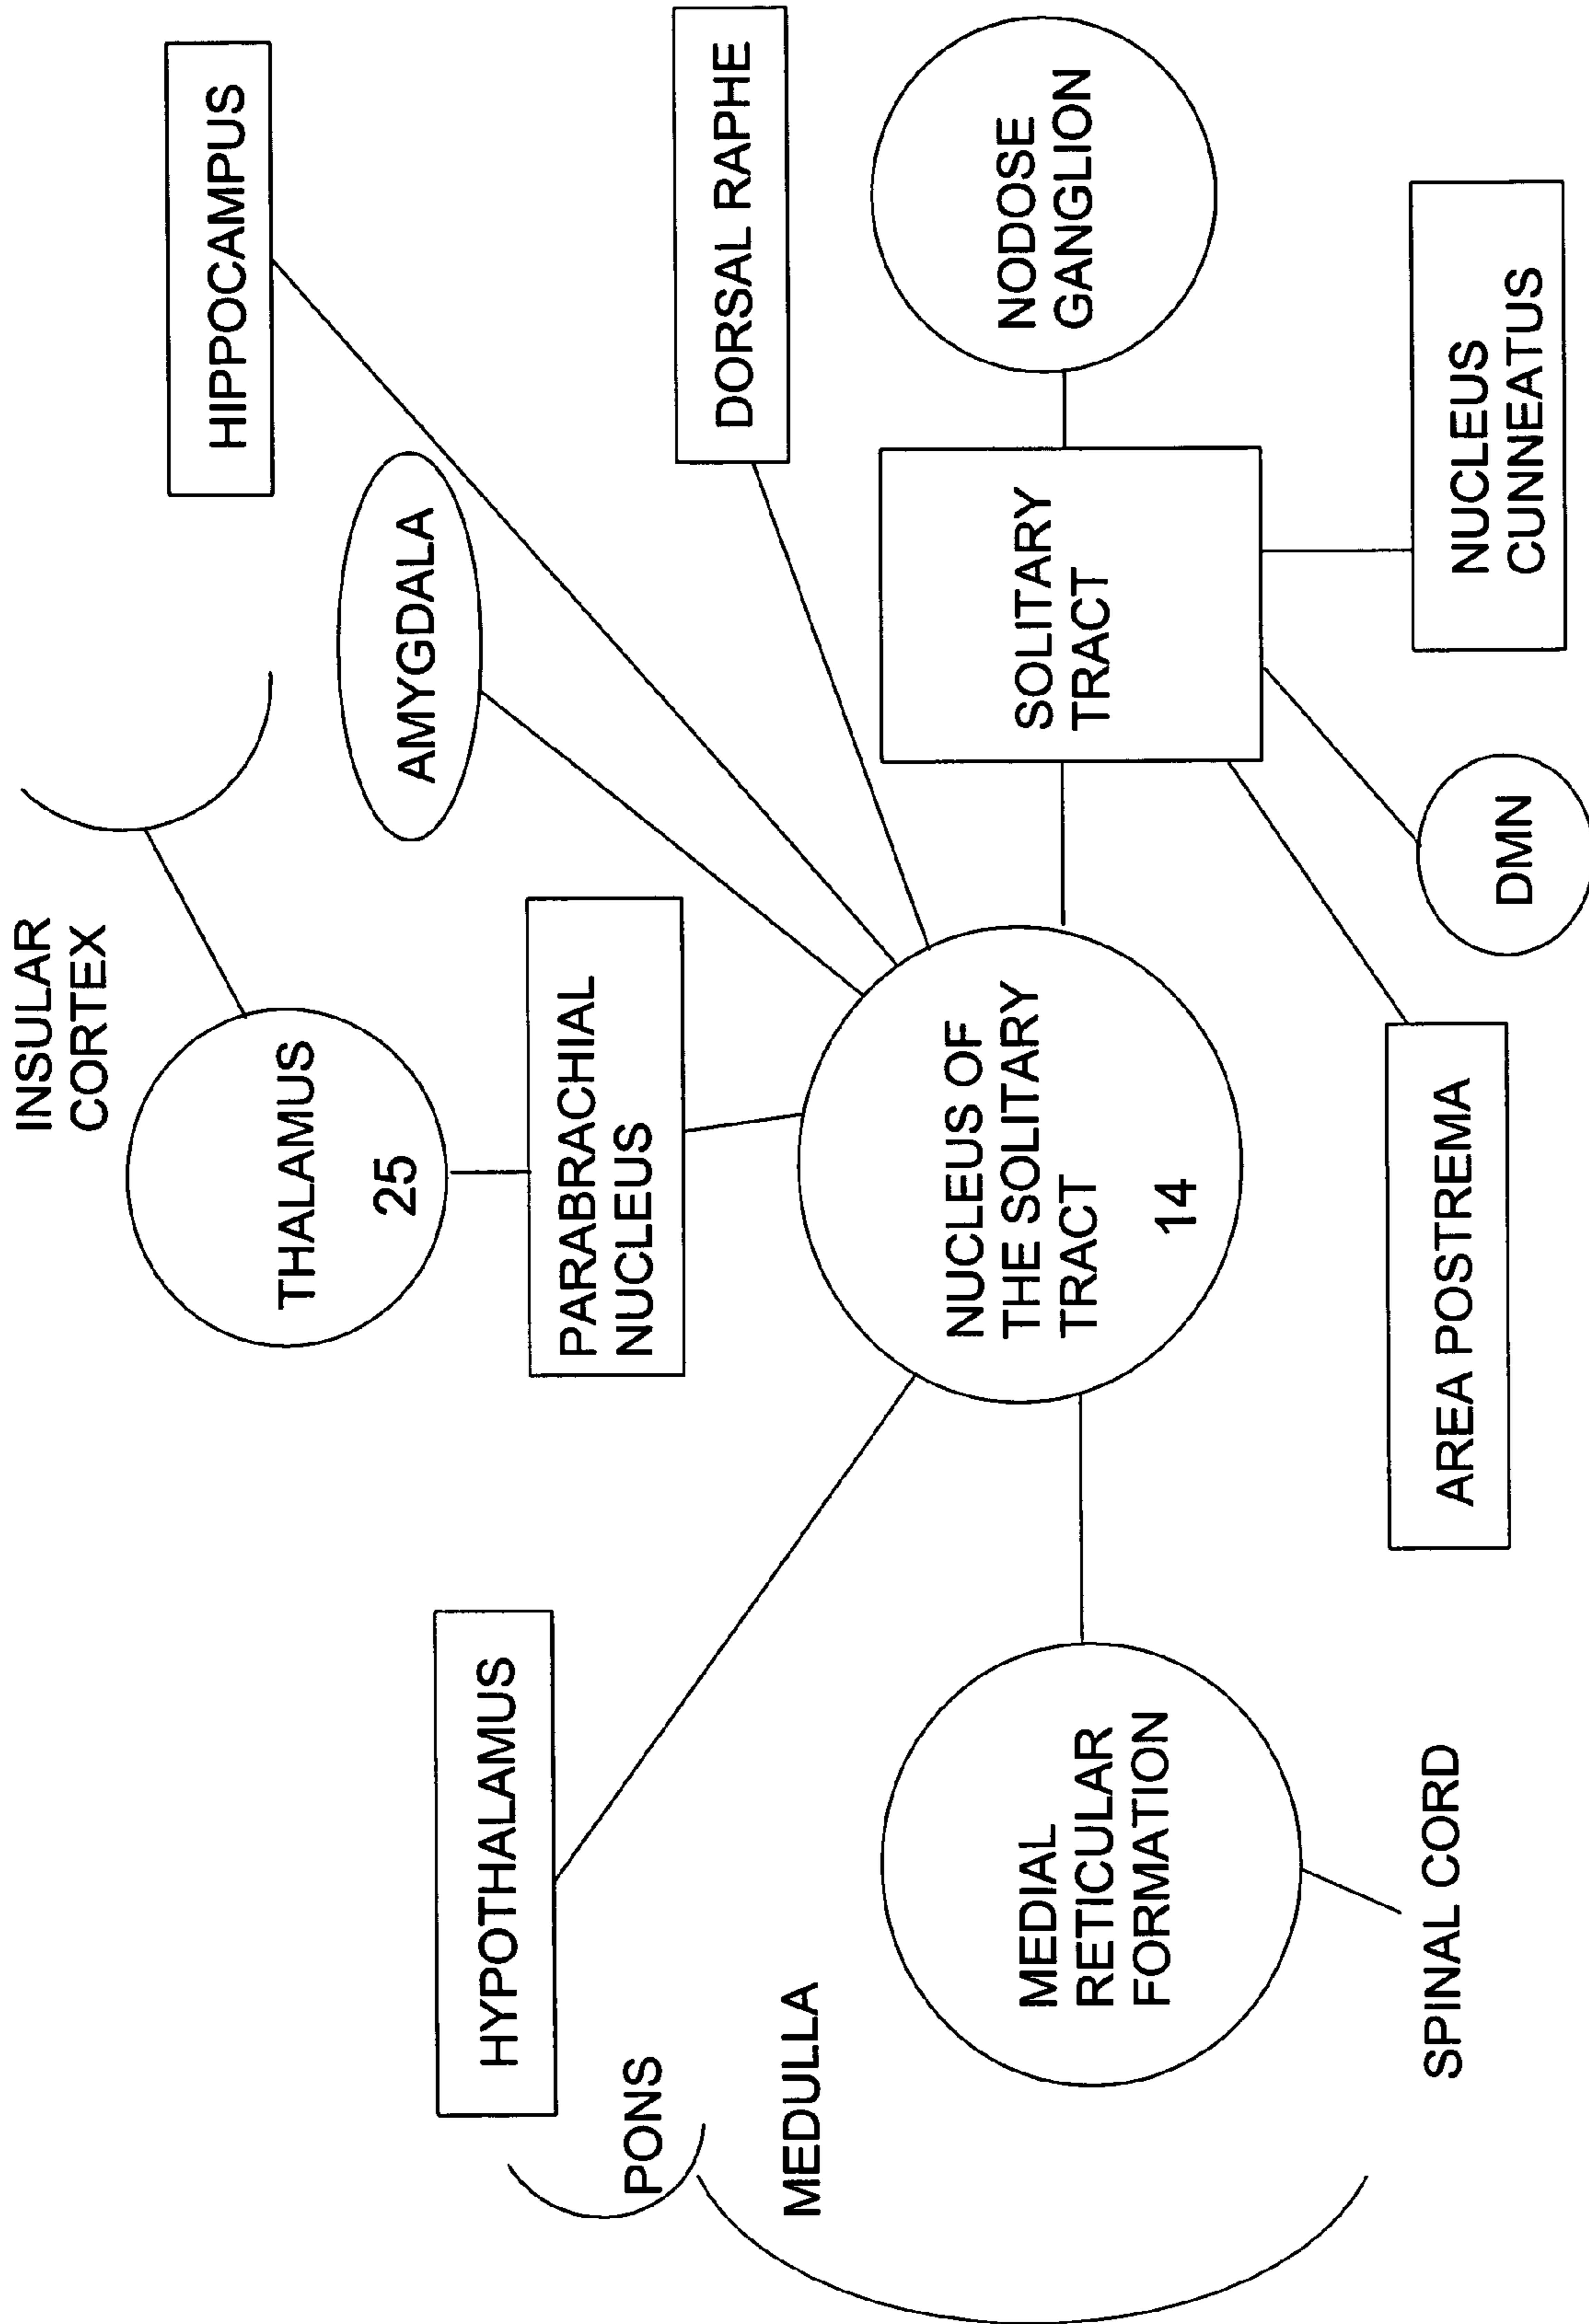 INSULAR
CORTEX
HIPPOCAMPUS
THALAMUS
25
AMYGDALA
HYPOTHALAMUS
PARABRACHIAL
NUCLEUS
DORSAL RAPHE
PONS
MEDULLA
NUCLEUS OF
THE SOLITARY
TRACT
14
SOLITARY
TRACT
NODOSE
GANGLION
MEDIAL
RETICULAR
FORMATION
SPINAL CORD
AREA POSTREMA
DMN
NUCLEUS
CUNNEATUS